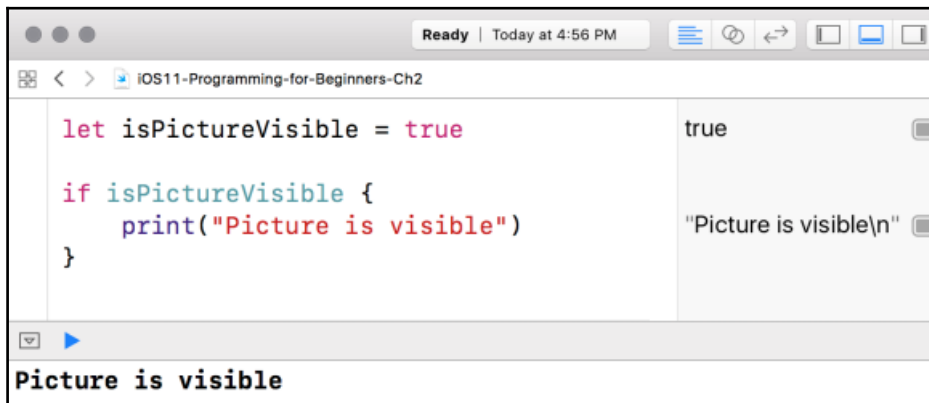 Ready | Today at 4:56 PM
iOS11-Programming-for-Beginners-Ch2
let isPictureVisible = true
true
if isPictureVisible {
print("Picture is visible")
"Picture is visible\n"
}
Picture is visible